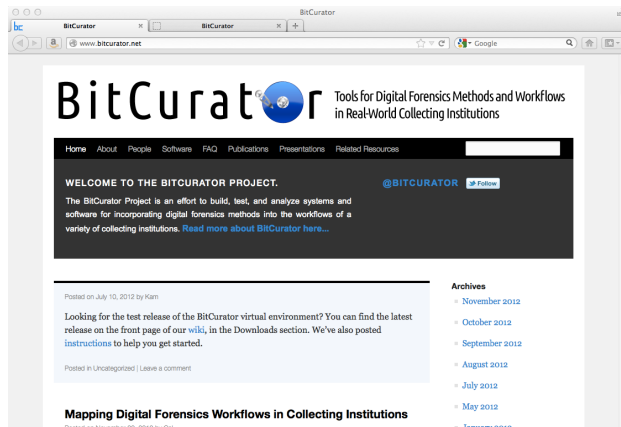 BitCurator
BitCurator
BitCurator
www.bitcurator.net
Google
BitCurator
Tools for Digital Forensics Methods and Workflows
in Real-World Collecting Institutions
Home About People Software FAQ Publications Presentations Related Resources
WELCOME TO THE BITCURATOR PROJECT.
The BitCurator Project is an effort to build, test, and analyze systems and
software for incorporating digital forensics methods into the workflows of a
variety of collecting institutions. Read more about BitCurator here...
@BITCURATOR Follow
Posted on July 10, 2012 by Kam
Looking for the test release of the BitCurator virtual environment? You can find the latest
release on the front page of our wiki, in the Downloads section. We've also posted
instructions to help you get started.
Posted in Uncategorized | Leave a comment
Mapping Digital Forensics Workflows in Collecting Institutions
Archives
November 2012
October 2012
September 2012
August 2012
July 2012
May 2012